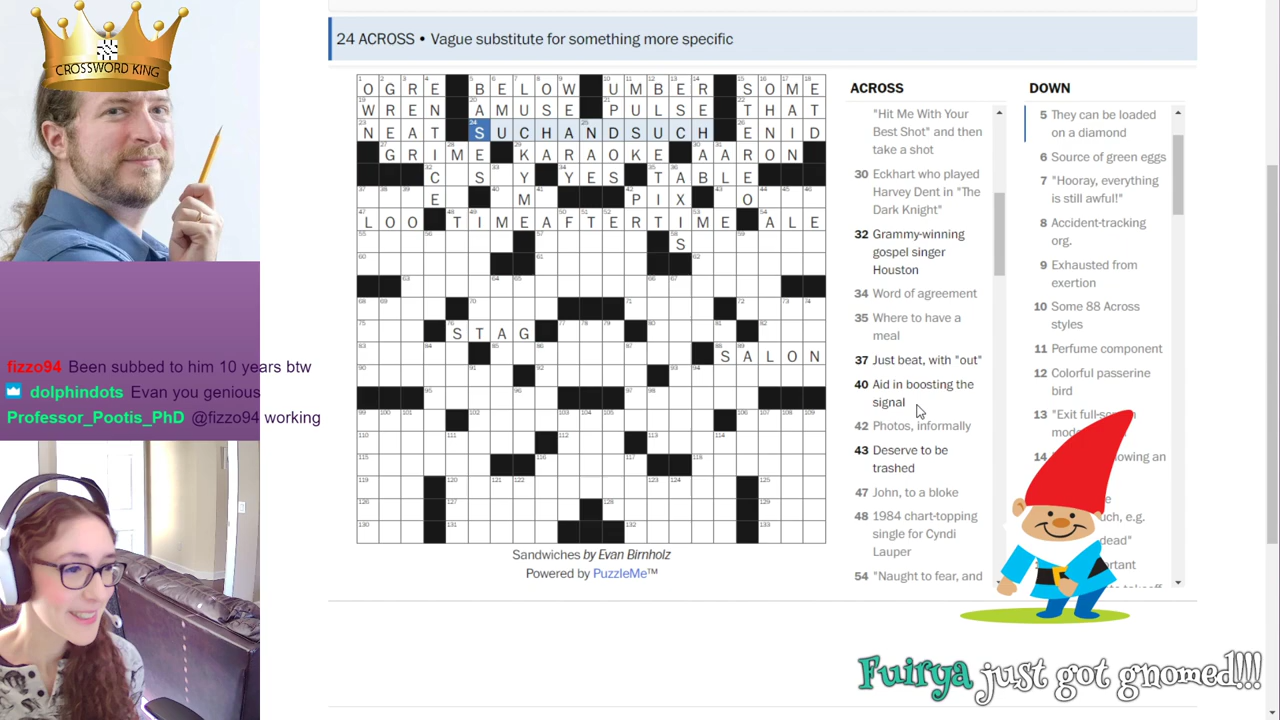 CROSSWORD KING
24 ACROSS • Vague substitute for something more specific
OGRE BELOW UMBER SOME
WREN AMUSE PULSE THAT
NEAT SUCHANDSUCH ENID
GRIME KARAOKE AARON
C S Y YES TABLE
E M PIX O
LOO TIMEAFTERTIME ALE
S
STAG
SALON
Sandwiches by Evan Birnholz
Powered by PuzzleMe™
ACROSS
"Hit Me With Your
Best Shot" and then
take a shot
30 Eckhart who played
Harvey Dent in "The
Dark Knight"
32 Grammy-winning
gospel singer
Houston
34 Word of agreement
35 Where to have a
meal
37 Just beat, with "out"
40 Aid in boosting the
signal
42 Photos, informally
43 Deserve to be
trashed
47 John, to a bloke
48 1984 chart-topping
single for Cyndi
Lauper
54 "Naught to fear, and
DOWN
5 They can be loaded
on a diamond
6 Source of green eggs
7 "Hooray, everything
is still awful!"
8 Accident-tracking
org.
9 Exhausted from
exertion
10 Some 88 Across
styles
11 Perfume component
12 Colorful passerine
bird
13 "Exit
14
fizzo94 Been subbed to him 10 years btw
dolphindots Evan you genious
Professor_Pootis_PhD @fizzo94 working
Fuirya just got gnomed!!!